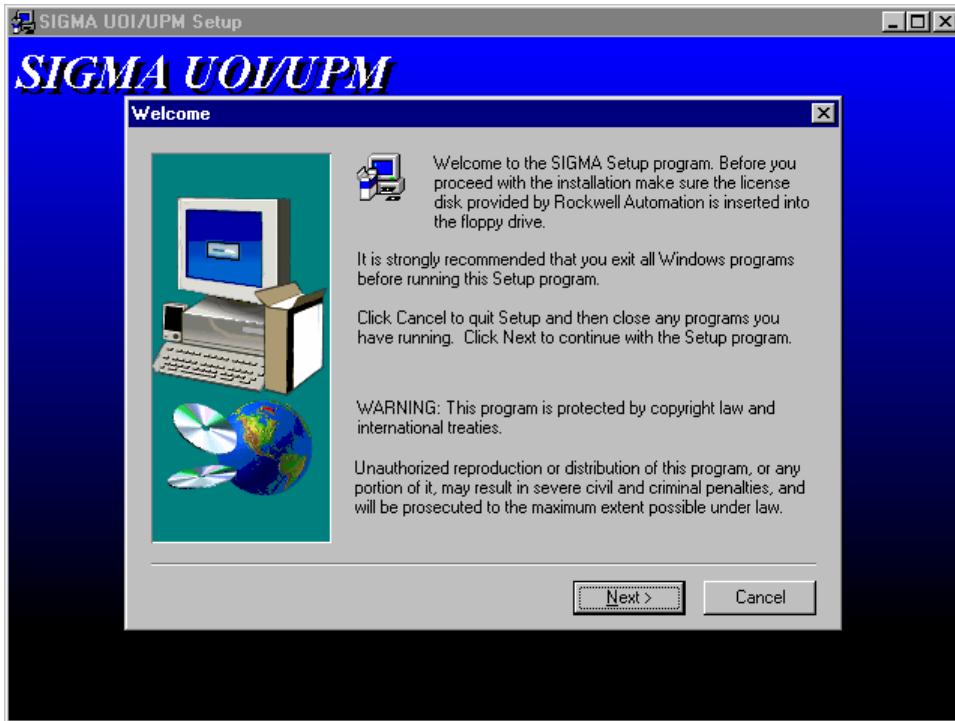 SIGMA UOI/UPM Setup
SIGMA UOI/UPM
Welcome
Welcome to the SIGMA Setup program. Before you
proceed with the installation make sure the license
disk provided by Rockwell Automation is inserted into
the floppy drive.
It is strongly recommended that you exit all Windows programs
before running this Setup program.
Click Cancel to quit Setup and then close any programs you
have running. Click Next to continue with the Setup program.
WARNING: This program is protected by copyright law and
international treaties.
Unauthorized reproduction or distribution of this program, or any
portion of it, may result in severe civil and criminal penalties, and
will be prosecuted to the maximum extent possible under law.
Next > Cancel